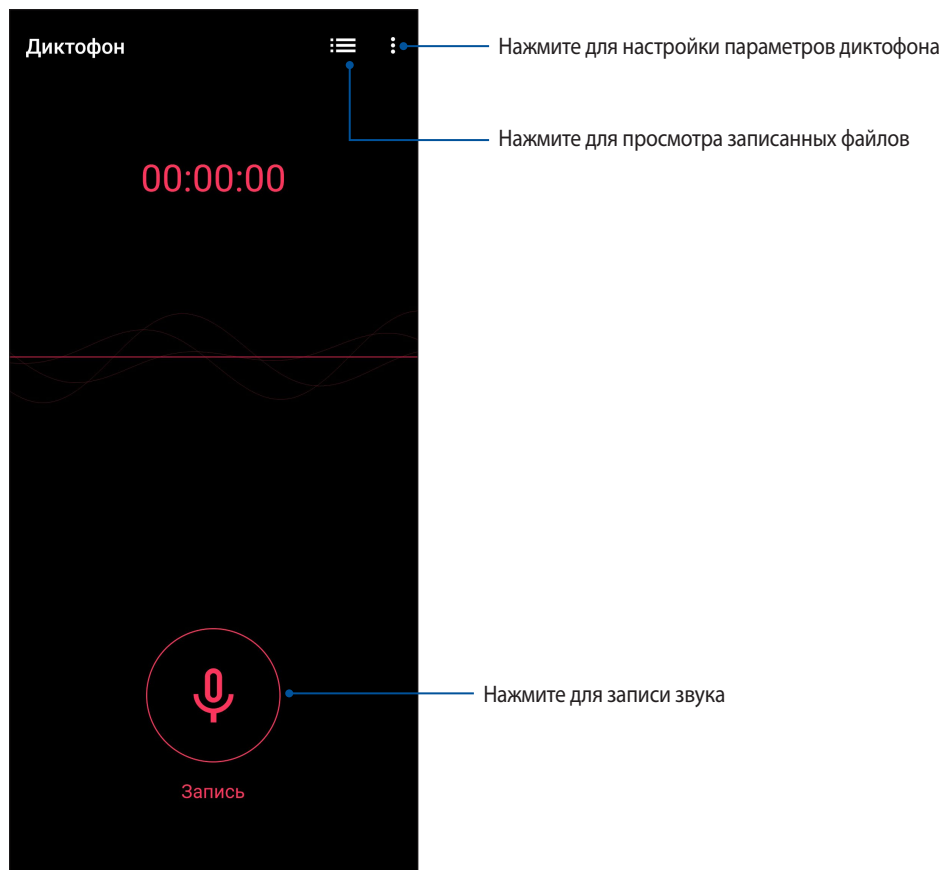 Диктофон
Нажмите для настройки параметров диктофона
Нажмите для просмотра записанных файлов
00:00:00
Нажмите для записи звука
Запись